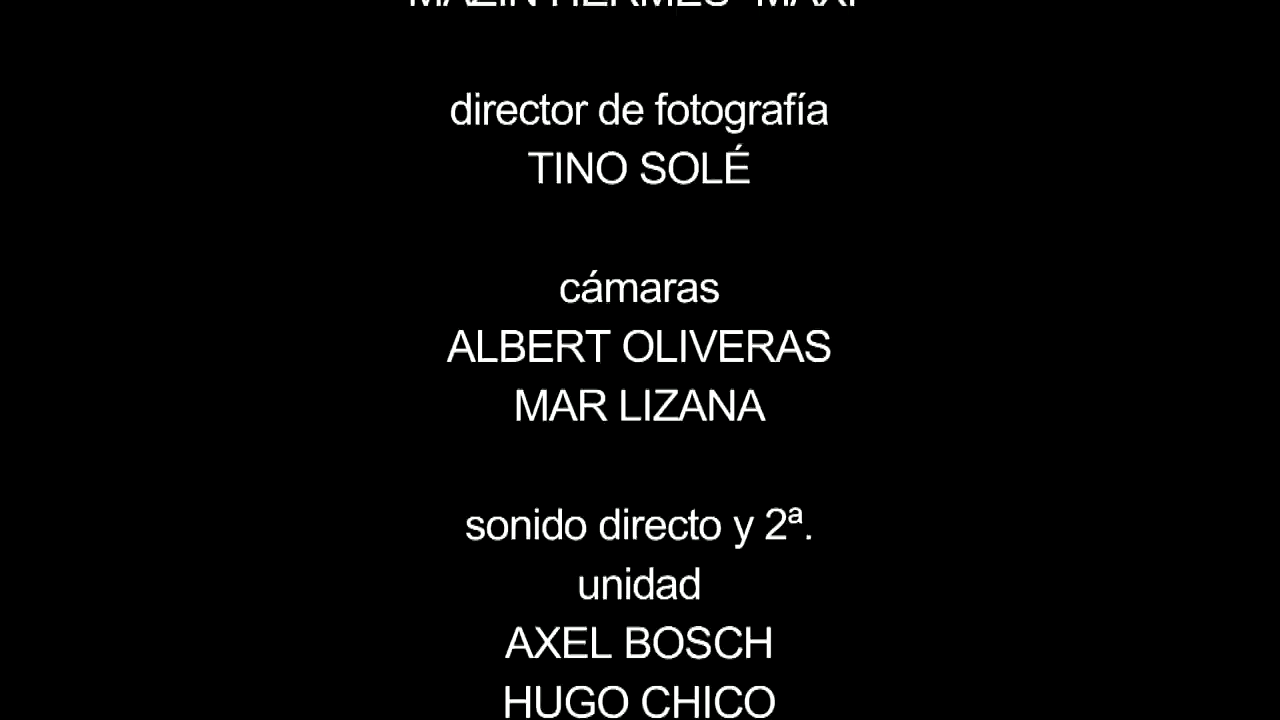 director de fotografía
TINO SOLÉ
cámaras
ALBERT OLIVERAS
MAR LIZANA
sonido directo y 2ª.
unidad
AXEL BOSCH
HUGO CHICO